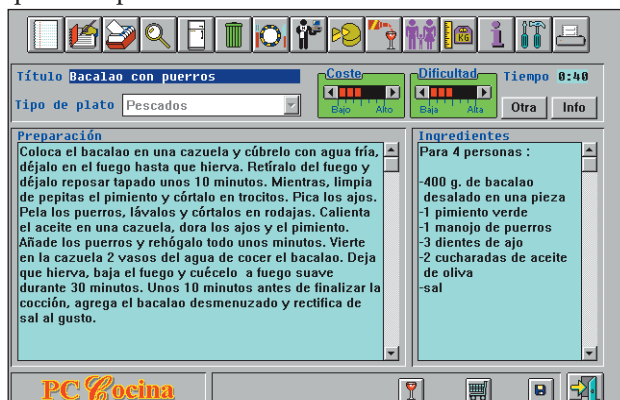 KG
Título Bacalao con puerros
Coste
Bajo Alto
Dificultad
Baja Alta
Tiempo 0:40
Tipo de plato Pescados
Otra Info
Preparación
Coloca el bacalao en una cazuela y cúbrelo con agua fría,
déjalo en el fuego hasta que hierva. Retíralo del fuego y
déjalo reposar tapado unos 10 minutos. Mientras, limpia
de pepitas el pimiento y córtalo en trocitos. Pica los ajos.
Pela los puerros, lávalos y córtalos en rodajas. Calienta
el aceite en una cazuela, dora los ajos y el pimiento.
Añade los puerros y rehógalo todo unos minutos. Vierte
en la cazuela 2 vasos del agua de cocer el bacalao. Deja
que hierva, baja el fuego y cuécelo a fuego suave
durante 30 minutos. Unos 10 minutos antes de finalizar la
cocción, agrega el bacalao desmenuzado y rectifica de
sal al gusto.
Ingredientes
Para 4 personas :
-400 g. de bacalao
desalado en una pieza
-1 pimiento verde
-1 manojo de puerros
-3 dientes de ajo
-2 cucharadas de aceite
de oliva
-sal
PC Cocina